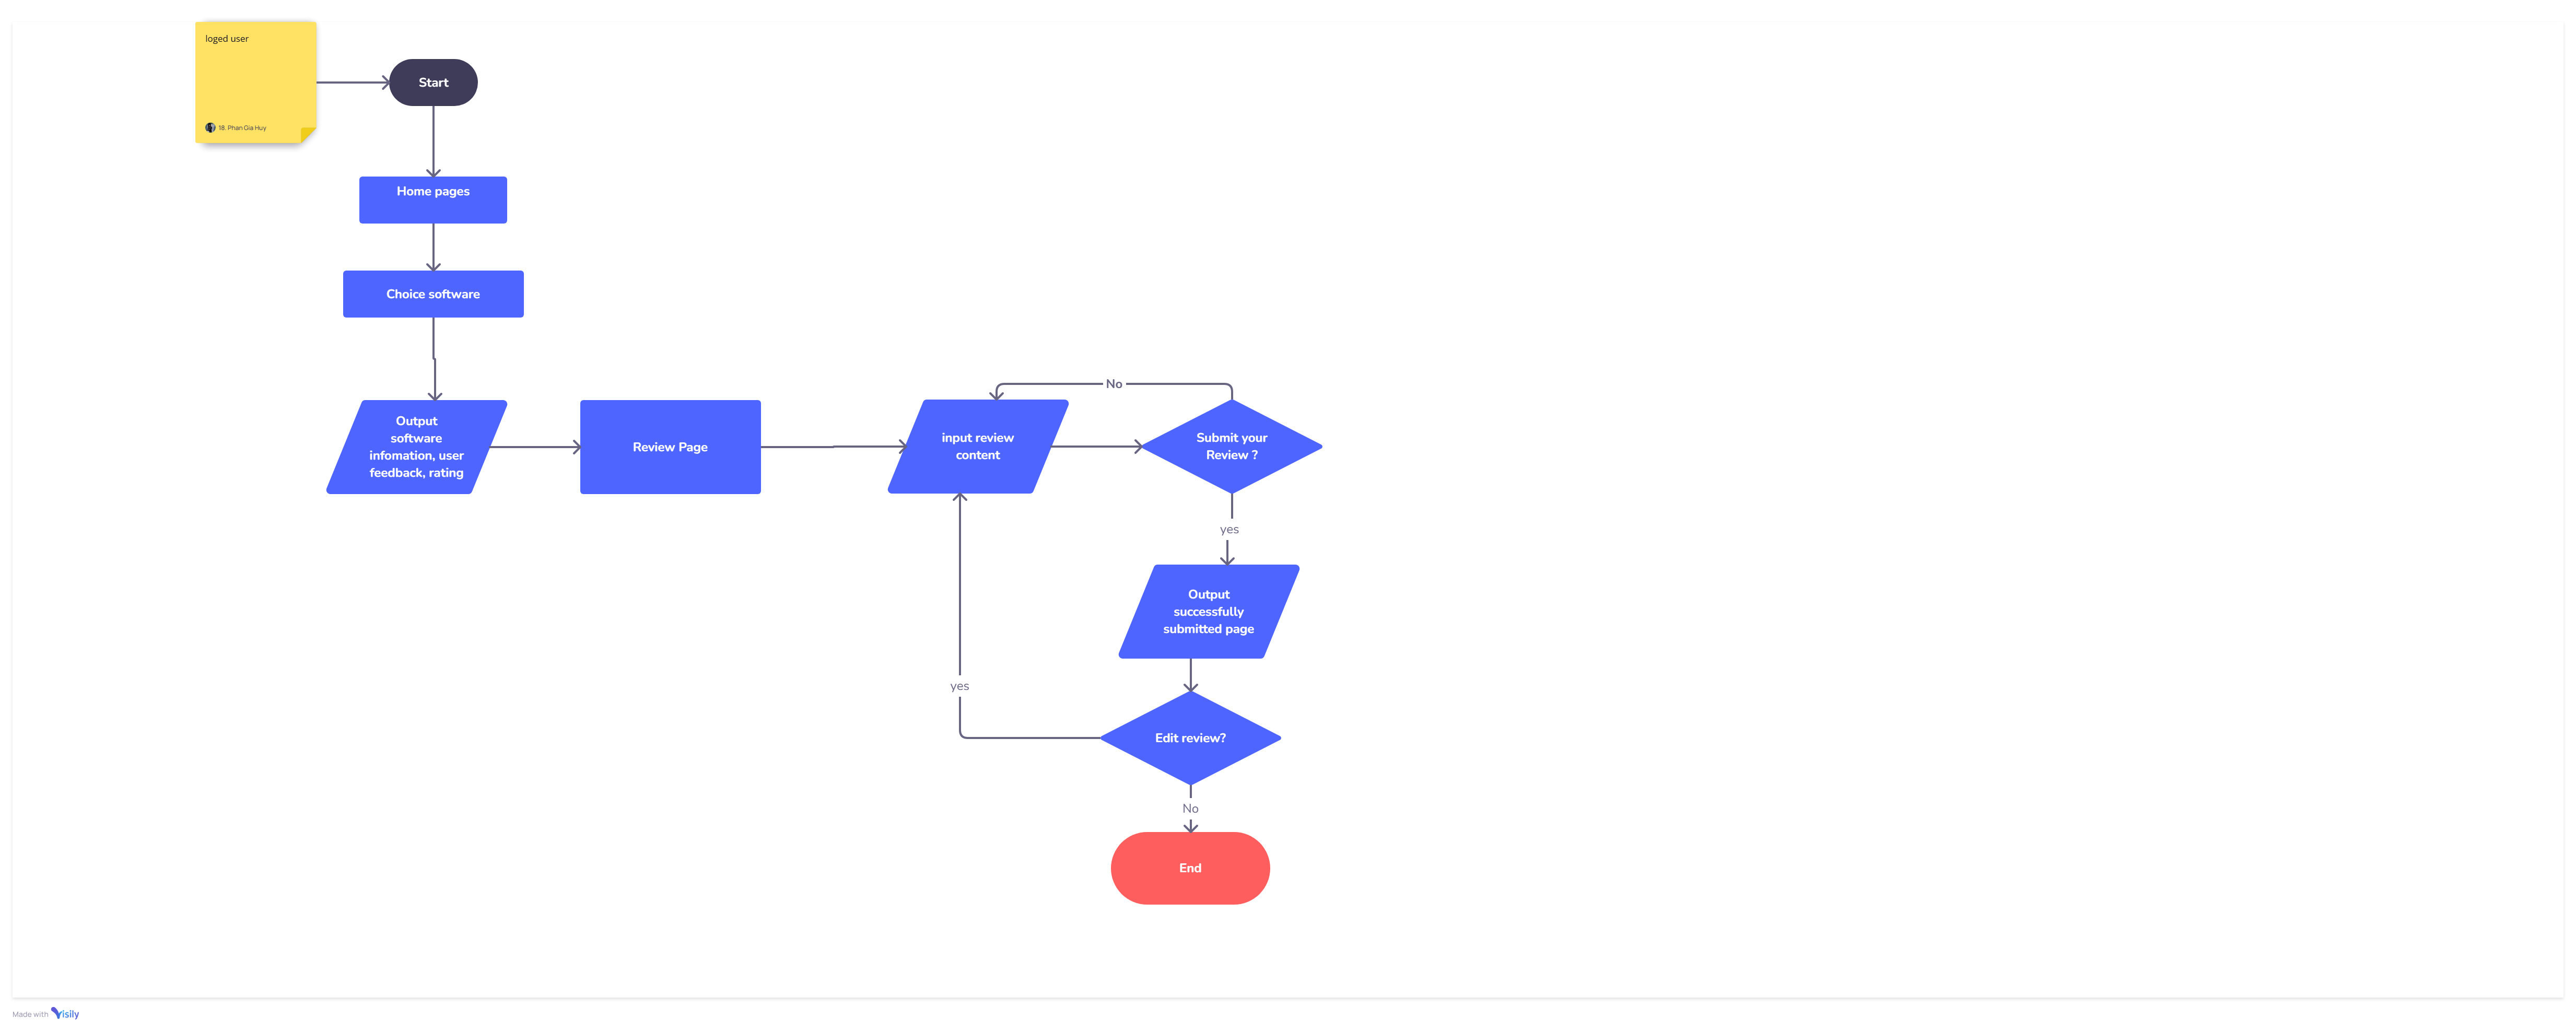 loged user
18. Phan Gia Huy
Start
Home pages
Choice software
Output
software
infomation, user
feedback, rating
Review Page
input review
content
No
Submit your
Review ?
yes
Output
successfully
submitted page
yes
Edit review?
No
End
Made with Visily